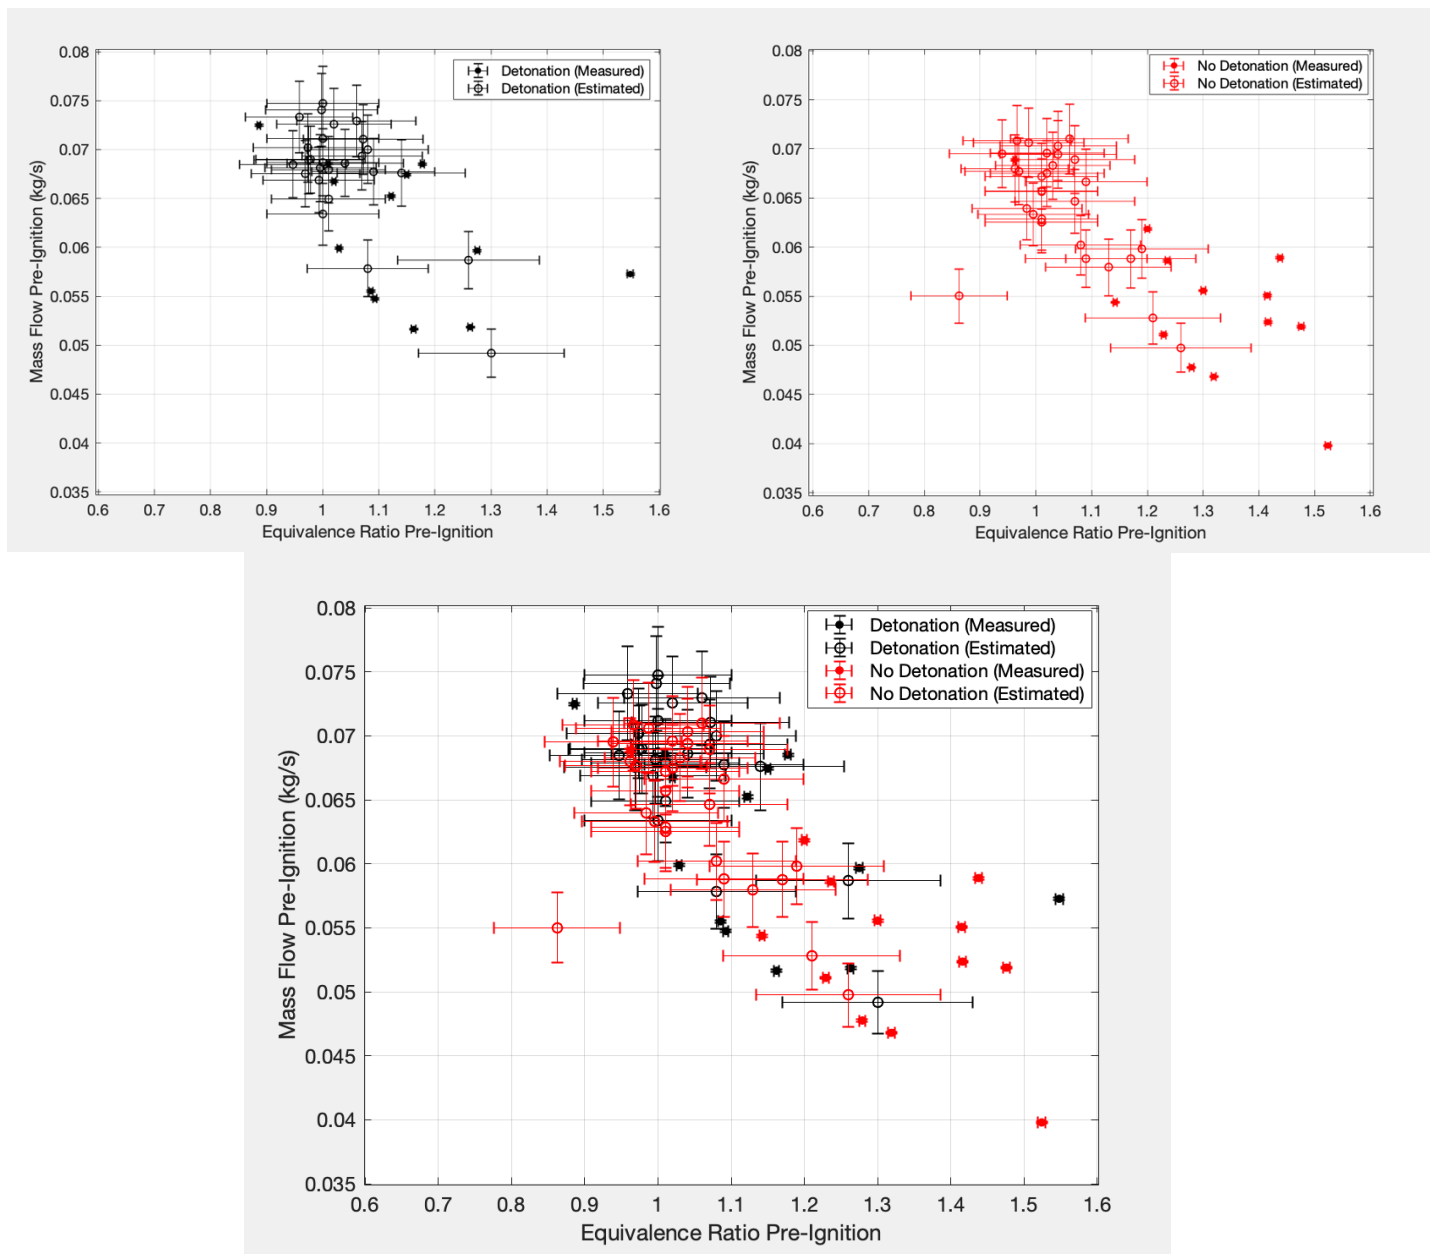 0.08
0.075
0.07
0.065
0.06
0.055
0.05
0.045
0.04
0.035
0.6 0.7 0.8 0.9 1 1.1 1.2 1.3 1.4 1.5 1.6
Mass Flow Pre-Ignition (kg/s)
Equivalence Ratio Pre-Ignition
Detonation (Measured)
Detonation (Estimated)
0.08
0.075
0.07
0.065
0.06
0.055
0.05
0.045
0.04
0.035
0.6 0.7 0.8 0.9 1 1.1 1.2 1.3 1.4 1.5 1.6
Mass Flow Pre-Ignition (kg/s)
Equivalence Ratio Pre-Ignition
No Detonation (Measured)
No Detonation (Estimated)
0.08
0.075
0.07
0.065
0.06
0.055
0.05
0.045
0.04
0.035
0.6 0.7 0.8 0.9 1 1.1 1.2 1.3 1.4 1.5 1.6
Mass Flow Pre-Ignition (kg/s)
Equivalence Ratio Pre-Ignition
Detonation (Measured)
Detonation (Estimated)
No Detonation (Measured)
No Detonation (Estimated)